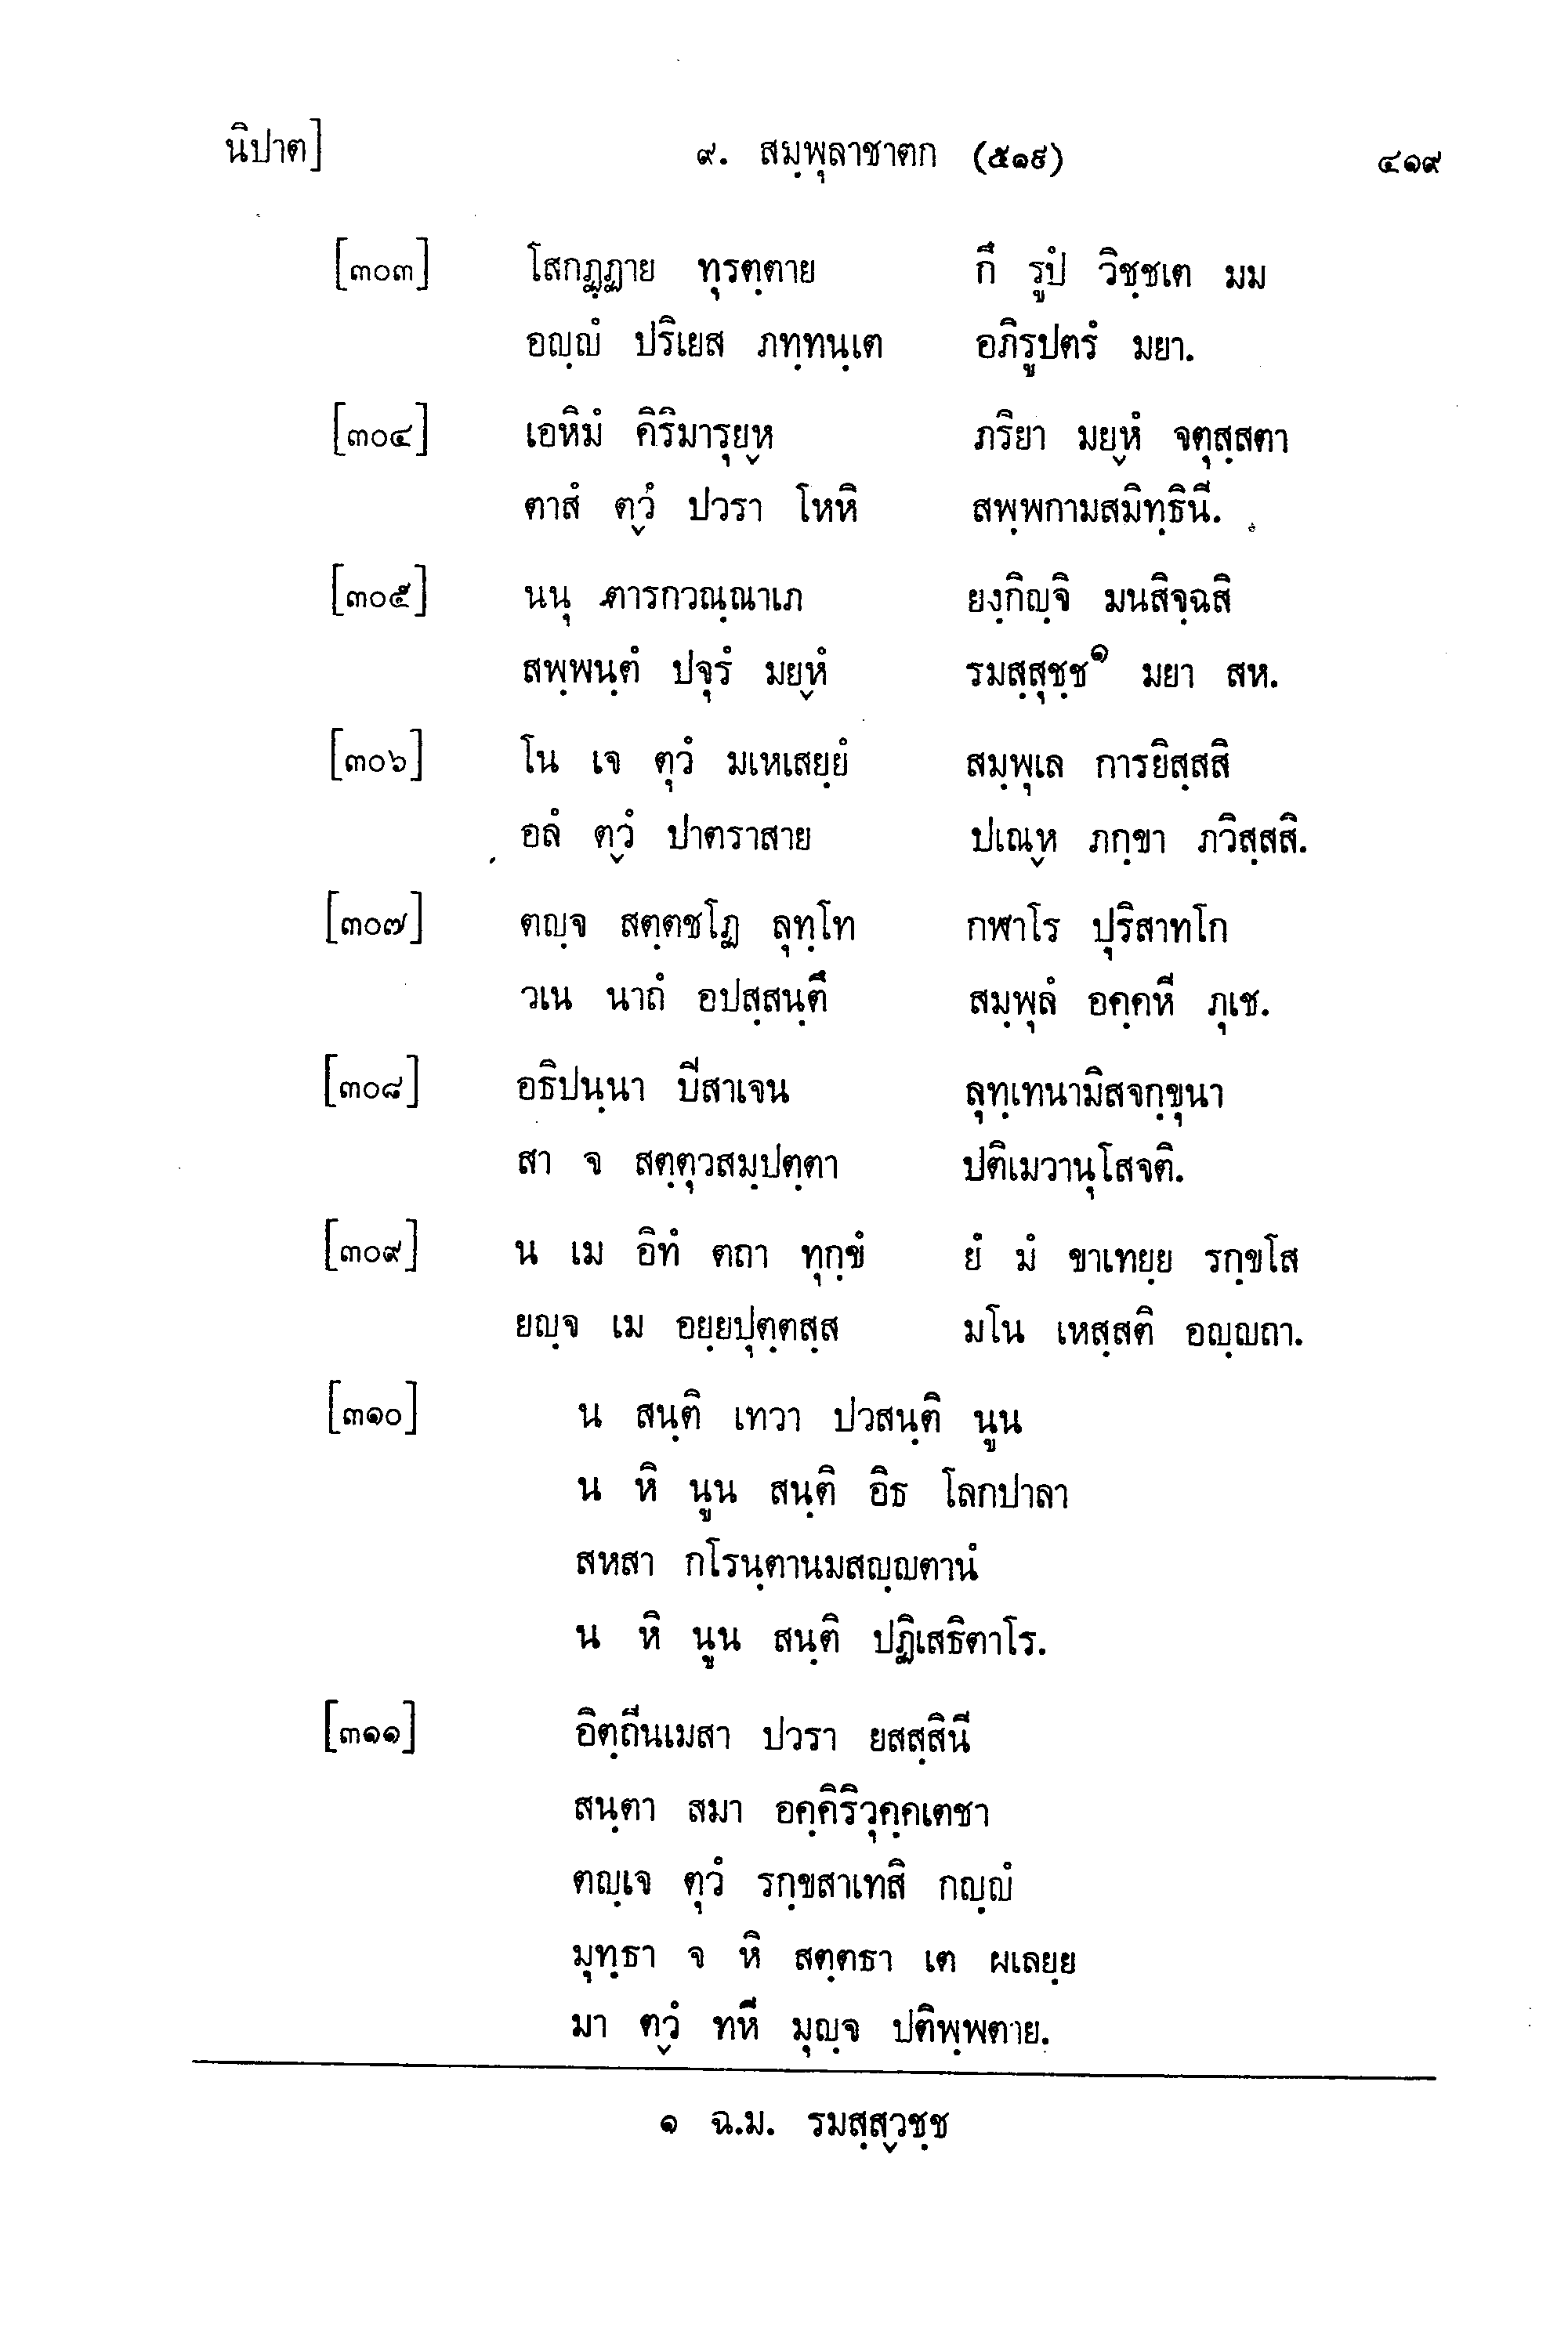 นิปาต] ๙. สมฺพุลาชาตก (๕๑๙) ๔๑๙
[๓๐๓] โสกฏฺฏาย ทุรตฺตาย กึ รูปํ วิชฺชเต มม
อญฺญํ ปริเยส ภทฺทนฺเต อภิรูปตรํ มยา.
[๓๐๔] เอหิมํ คิริมารุยฺห ภริยา มยฺหํ จตุสฺสตา
ตาสํ ตฺวํ ปวรา โหหิ สพฺพกามสมิทฺธินี.
[๓๐๕] นนุ ตารกวณฺณาเภ ยงฺกิญฺจิ มนสิจฺฉสิ
สพฺพนฺตํ ปจุรํ มยฺหํ รมสฺสุชฺช๑ มยา สห.
[๓๐๖] โน เจ ตุวํ มเหเสยฺยํ สมฺพุเล การยิสฺสสิ
อลํ ตฺวํ ปาตราสาย ปเณฺห ภกฺขา ภวิสฺสสิ.
[๓๐๗] ตญฺจ สตฺตชโฏ ลุทฺโท กฬาโร ปุริสาทโก
วเน นาถํ อปสฺสนฺตึ สมฺพุลํ อคฺคหี ภุเช.
[๓๐๘] อธิปนฺนา ปิสาเจน ลุทฺเทนามิสจกฺขุนา
สา จ สตฺตุวสมฺปตฺตา ปติเมวานุโสจติ.
[๓๐๙] น เม อิทํ ตถา ทุกฺขํ ยํ มํ ขาเทยฺย รกฺขโส
ยญฺจ เม อยฺยปุตฺตสฺส มโน เหสฺสติ อญฺญถา.
[๓๑๐] น สนฺติ เทวา ปวสนฺติ นูน
น หิ นูน สนฺติ อิธ โลกปาลา
สหสา กโรนฺตานมสญฺญตานํ
น หิ นูน สนฺติ ปฏิเสธิตาโร.
[๓๑๑] อิตฺถีนเมสา ปวรา ยสสฺสินี
สนฺตา สมา อคฺคิริวุคฺคเตชา
ตญฺเจ ตุวํ รกฺขสาเทสิ กญฺญํ
มุทฺธา จ หิ สตฺตธา เต ผเลยฺย
มา ตฺวํ ทหี มุญฺจ ปติพฺพตาย.
๑ ฉ.ม. รมสฺสฺวชฺช